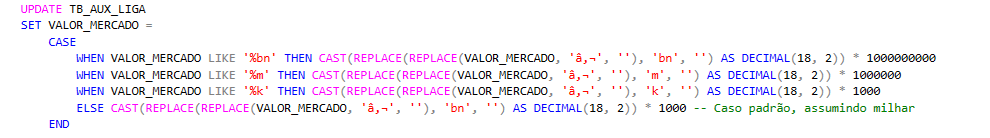 UPDATE TB_AUX_LIGA
SET VALOR_MERCADO =
    CASE
        WHEN VALOR_MERCADO LIKE '%bn' THEN CAST(REPLACE(REPLACE(VALOR_MERCADO, 'â‚¬', ''), 'bn', '') AS DECIMAL(18, 2)) * 1000000000
        WHEN VALOR_MERCADO LIKE '%m' THEN CAST(REPLACE(REPLACE(VALOR_MERCADO, 'â‚¬', ''), 'm', '') AS DECIMAL(18, 2)) * 1000000
        WHEN VALOR_MERCADO LIKE '%k' THEN CAST(REPLACE(REPLACE(VALOR_MERCADO, 'â‚¬', ''), 'k', '') AS DECIMAL(18, 2)) * 1000
        ELSE CAST(REPLACE(REPLACE(VALOR_MERCADO, 'â‚¬', ''), 'bn', '') AS DECIMAL(18, 2)) * 1000 -- Caso padrão, assumindo milhar
    END